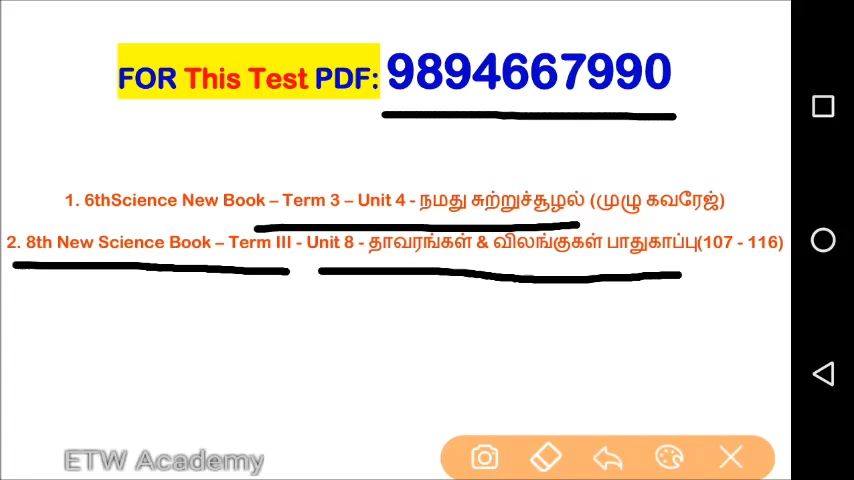 FOR This Test PDF: 9894667990
1. 6thScience New Book – Term 3 – Unit 4 - நமது சுற்றுச்சூழல் (முழு கவரேஜ்)
2. 8th New Science Book – Term III - Unit 8 - தாவரங்கள் & விலங்குகள் பாதுகாப்பு(107 - 116)
ETW Academy